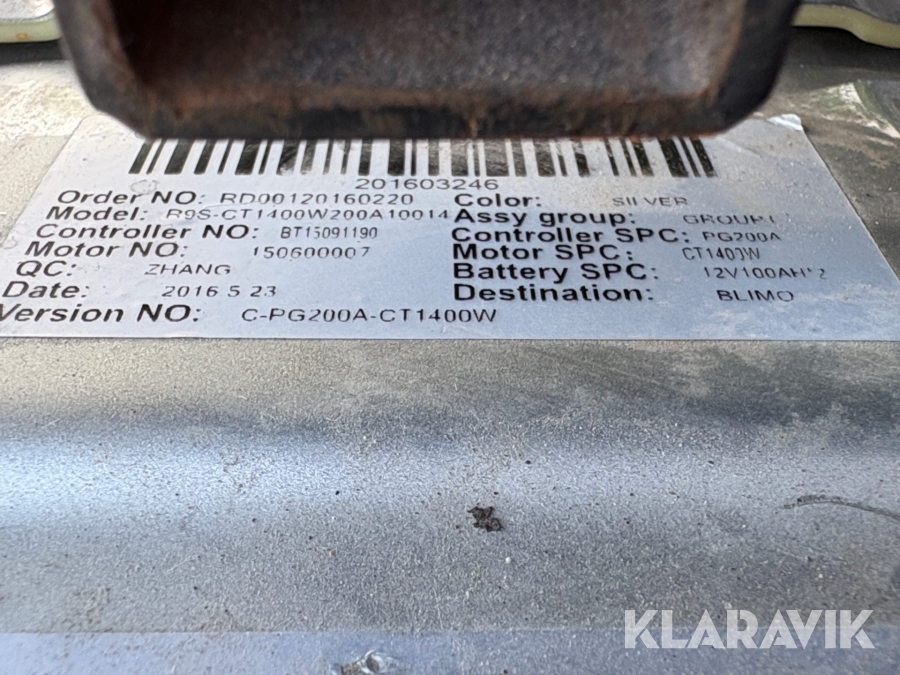 201603246
Order NO: RD00120160220 Color: SILVER
Model: R9S-CT1400W200A10014 Assy group: GROUP1
Controller NO: BT15091190 Controller SPC: PG200A
Motor NO: 150600007 Motor SPC: CT1400W
QC: ZHANG Battery SPC: 12V100AH*2
Date: 2016 5 23 Destination: BLIMO
Version NO: C-PG200A-CT1400W
KLARAVIK